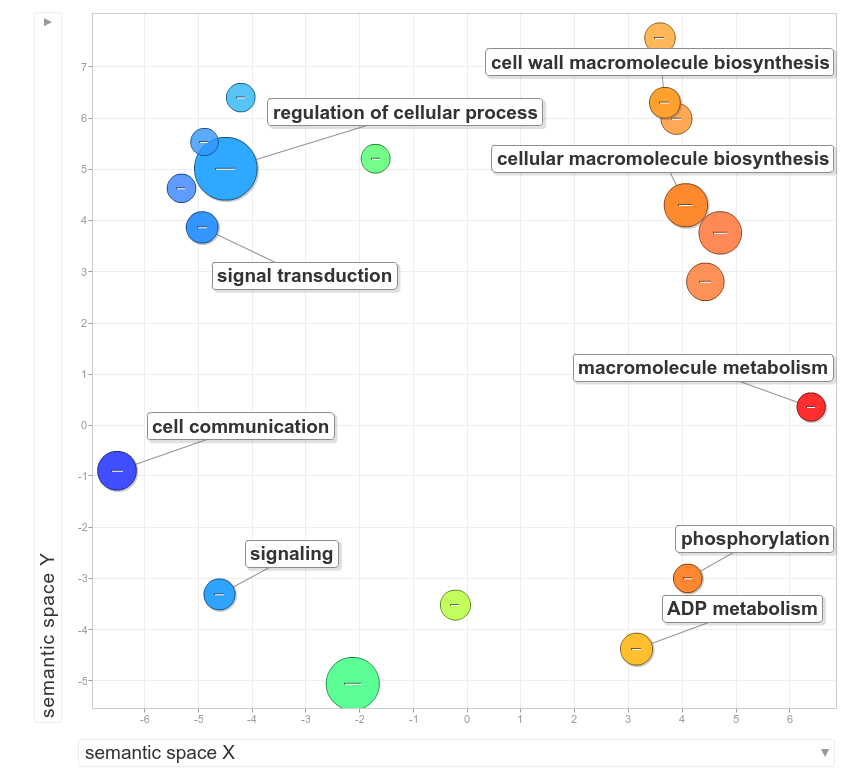 cell wall macromolecule biosynthesis
regulation of cellular process
cellular macromolecule biosynthesis
signal transduction
macromolecule metabolism
cell communication
phosphorylation
signaling
ADP metabolism
7
6
5
4
3
2
1
0
-1
-2
-3
-4
-5
-6
-5
-4
-3
-2
-1
0
1
2
3
4
5
6
semantic space Y
semantic space X